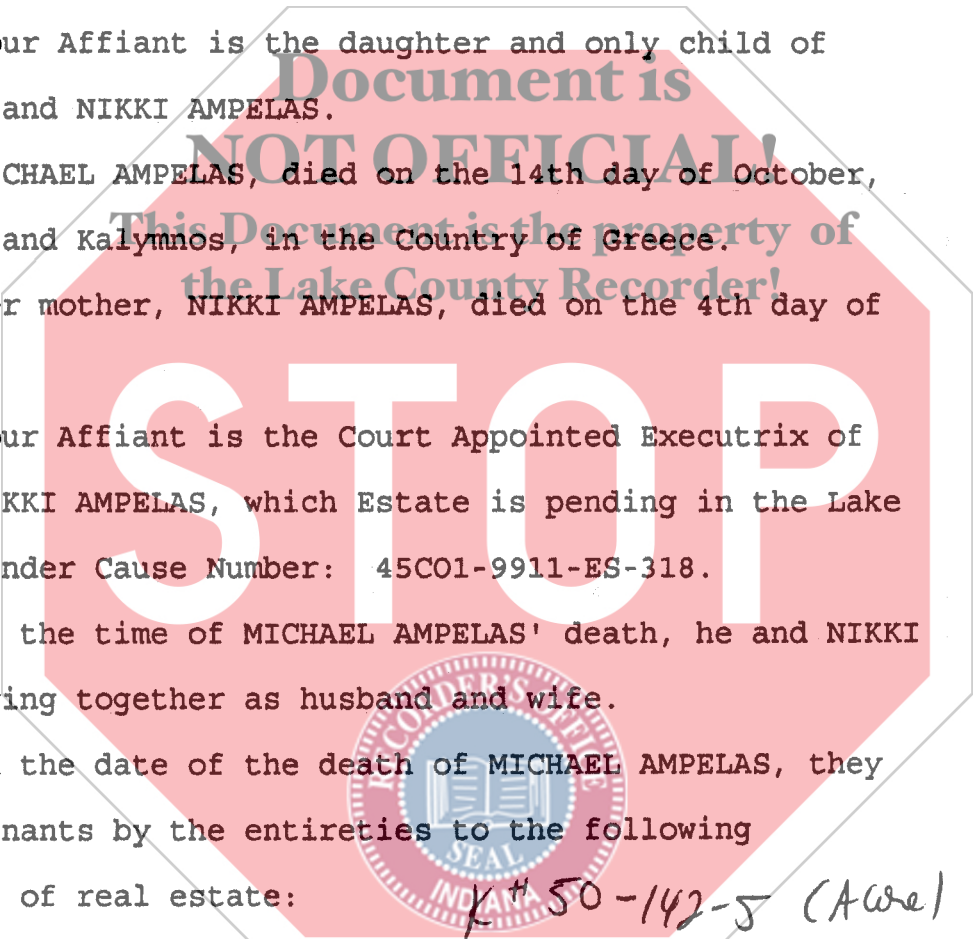 our Affiant is the daughter and only child of
Document is
and NIKKI AMPELAS.
NOT OFFICIAL!
CHAEL AMPELAS, died on the 14th day of October,
This Document is the property of
and Kalymnos, in the Country of Greece.
the Lake County Recorder!
r mother, NIKKI AMPELAS, died on the 4th day of
STOP
ur Affiant is the Court Appointed Executrix of
KKI AMPELAS, which Estate is pending in the Lake
nder Cause Number: 45C01-9911-ES-318.
the time of MICHAEL AMPELAS' death, he and NIKKI
ing together as husband and wife.
RECORDER'S OFFICE
the date of the death of MICHAEL AMPELAS, they
nants by the entireties to the following
SEAL
INDIANA
of real estate:
# 50-142-5